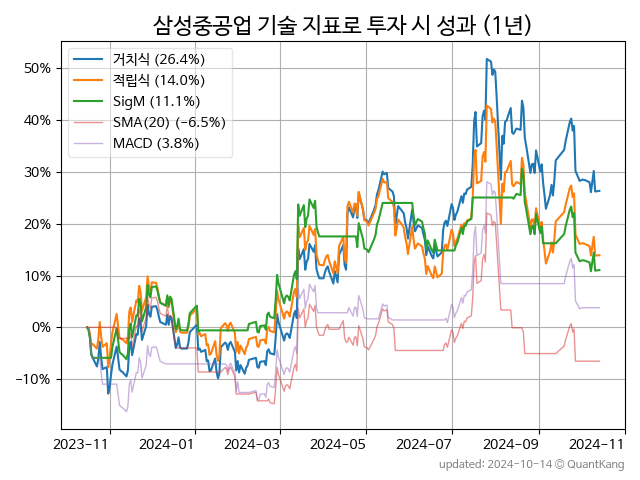 삼성중공업 기술 지표로 투자 시 성과 (1년)
거치식 (26.4%)
적립식 (14.0%)
SigM (11.1%)
SMA(20) (−6.5%)
MACD (3.8%)
50%
40%
30%
20%
10%
0%
−10%
2023-11
2024-01
2024-03
2024-05
2024-07
2024-09
2024-11
updated: 2024-10-14 © QuantKang